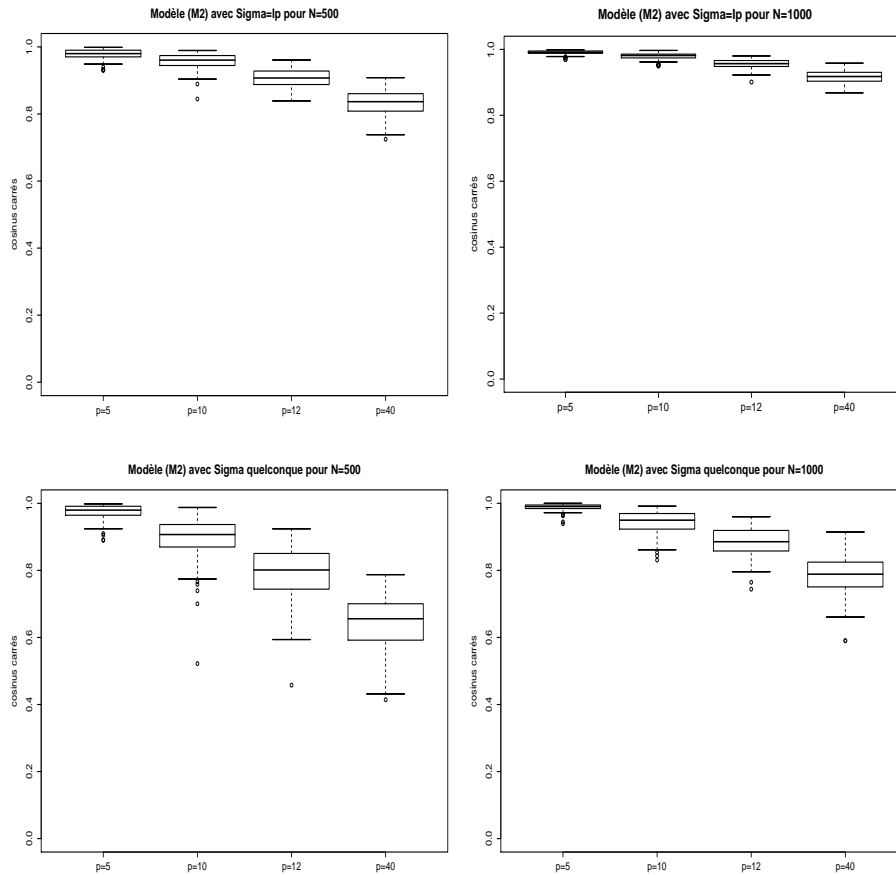 Modèle (M2) avec Sigma=Ip pour N=500
cosinus carrés
1.0
0.8
0.6
0.4
0.2
0.0
p=5
p=10
p=12
p=40
Modèle (M2) avec Sigma=Ip pour N=1000
cosinus carrés
1.0
0.8
0.6
0.4
0.2
0.0
p=5
p=10
p=12
p=40
Modèle (M2) avec Sigma quelconque pour N=500
cosinus carrés
1.0
0.8
0.6
0.4
0.2
0.0
p=5
p=10
p=12
p=40
Modèle (M2) avec Sigma quelconque pour N=1000
cosinus carrés
1.0
0.8
0.6
0.4
0.2
0.0
p=5
p=10
p=12
p=40